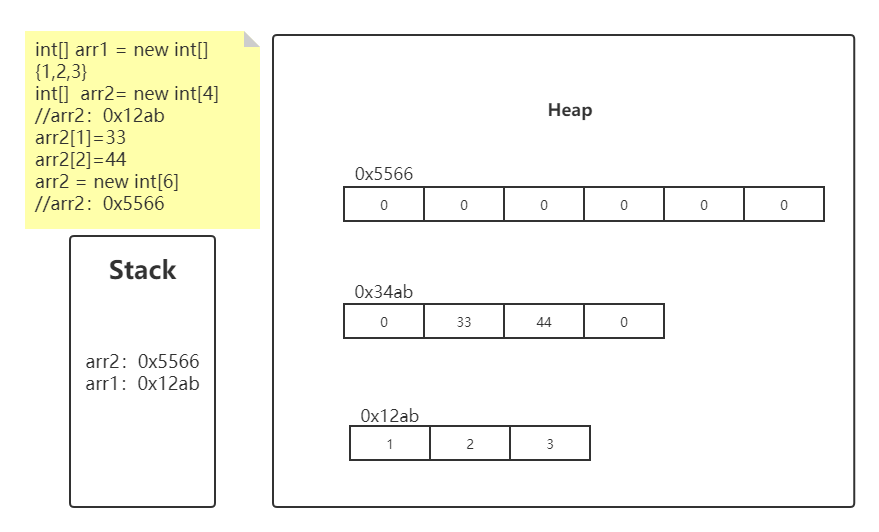 int[] arr1 = new int[]
{1,2,3}
int[]  arr2= new int[4]
//arr2：0x12ab
arr2[1]=33
arr2[2]=44
arr2 = new int[6]
//arr2：0x5566
Stack
arr2：0x5566
arr1：0x12ab
Heap
0x5566
0 0 0 0 0 0
0x34ab
0 33 44 0
0x12ab
1 2 3